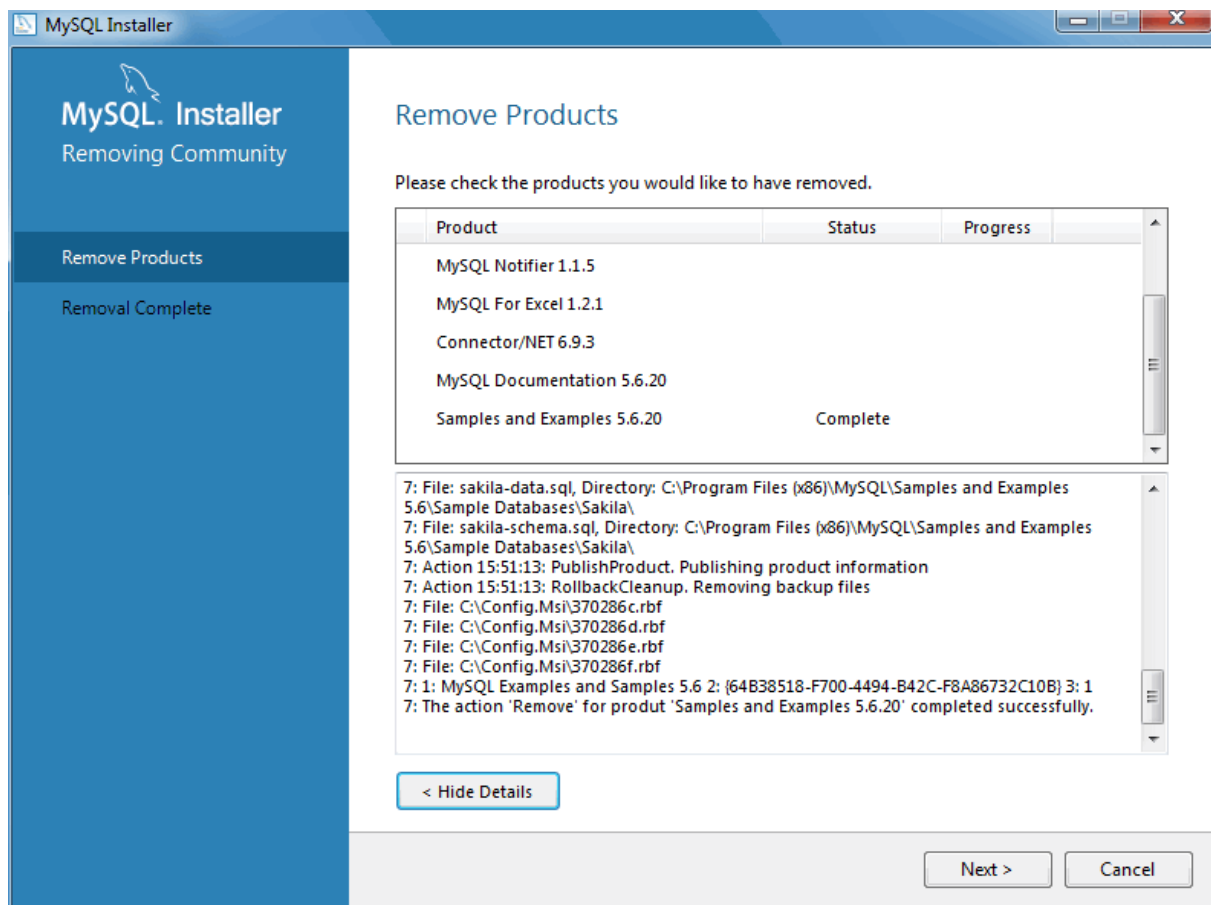 MySQL Installer
MySQL. Installer
Removing Community
Remove Products
Removal Complete
Remove Products
Please check the products you would like to have removed.
Product Status Progress
MySQL Notifier 1.1.5
MySQL For Excel 1.2.1
Connector/NET 6.9.3
MySQL Documentation 5.6.20
Samples and Examples 5.6.20 Complete
7: File: sakila-data.sql, Directory: C:\Program Files (x86)\MySQL\Samples and Examples
5.6\Sample Databases\Sakila\
7: File: sakila-schema.sql, Directory: C:\Program Files (x86)\MySQL\Samples and Examples
5.6\Sample Databases\Sakila\
7: Action 15:51:13: PublishProduct. Publishing product information
7: Action 15:51:13: RollbackCleanup. Removing backup files
7: File: C:\Config.Msi\370286c.rbf
7: File: C:\Config.Msi\370286d.rbf
7: File: C:\Config.Msi\370286e.rbf
7: File: C:\Config.Msi\370286f.rbf
7: 1: MySQL Examples and Samples 5.6 2: {64B38518-F700-4494-B42C-F8A86732C10B} 3: 1
7: The action 'Remove' for produt 'Samples and Examples 5.6.20' completed successfully.
< Hide Details
Next >
Cancel